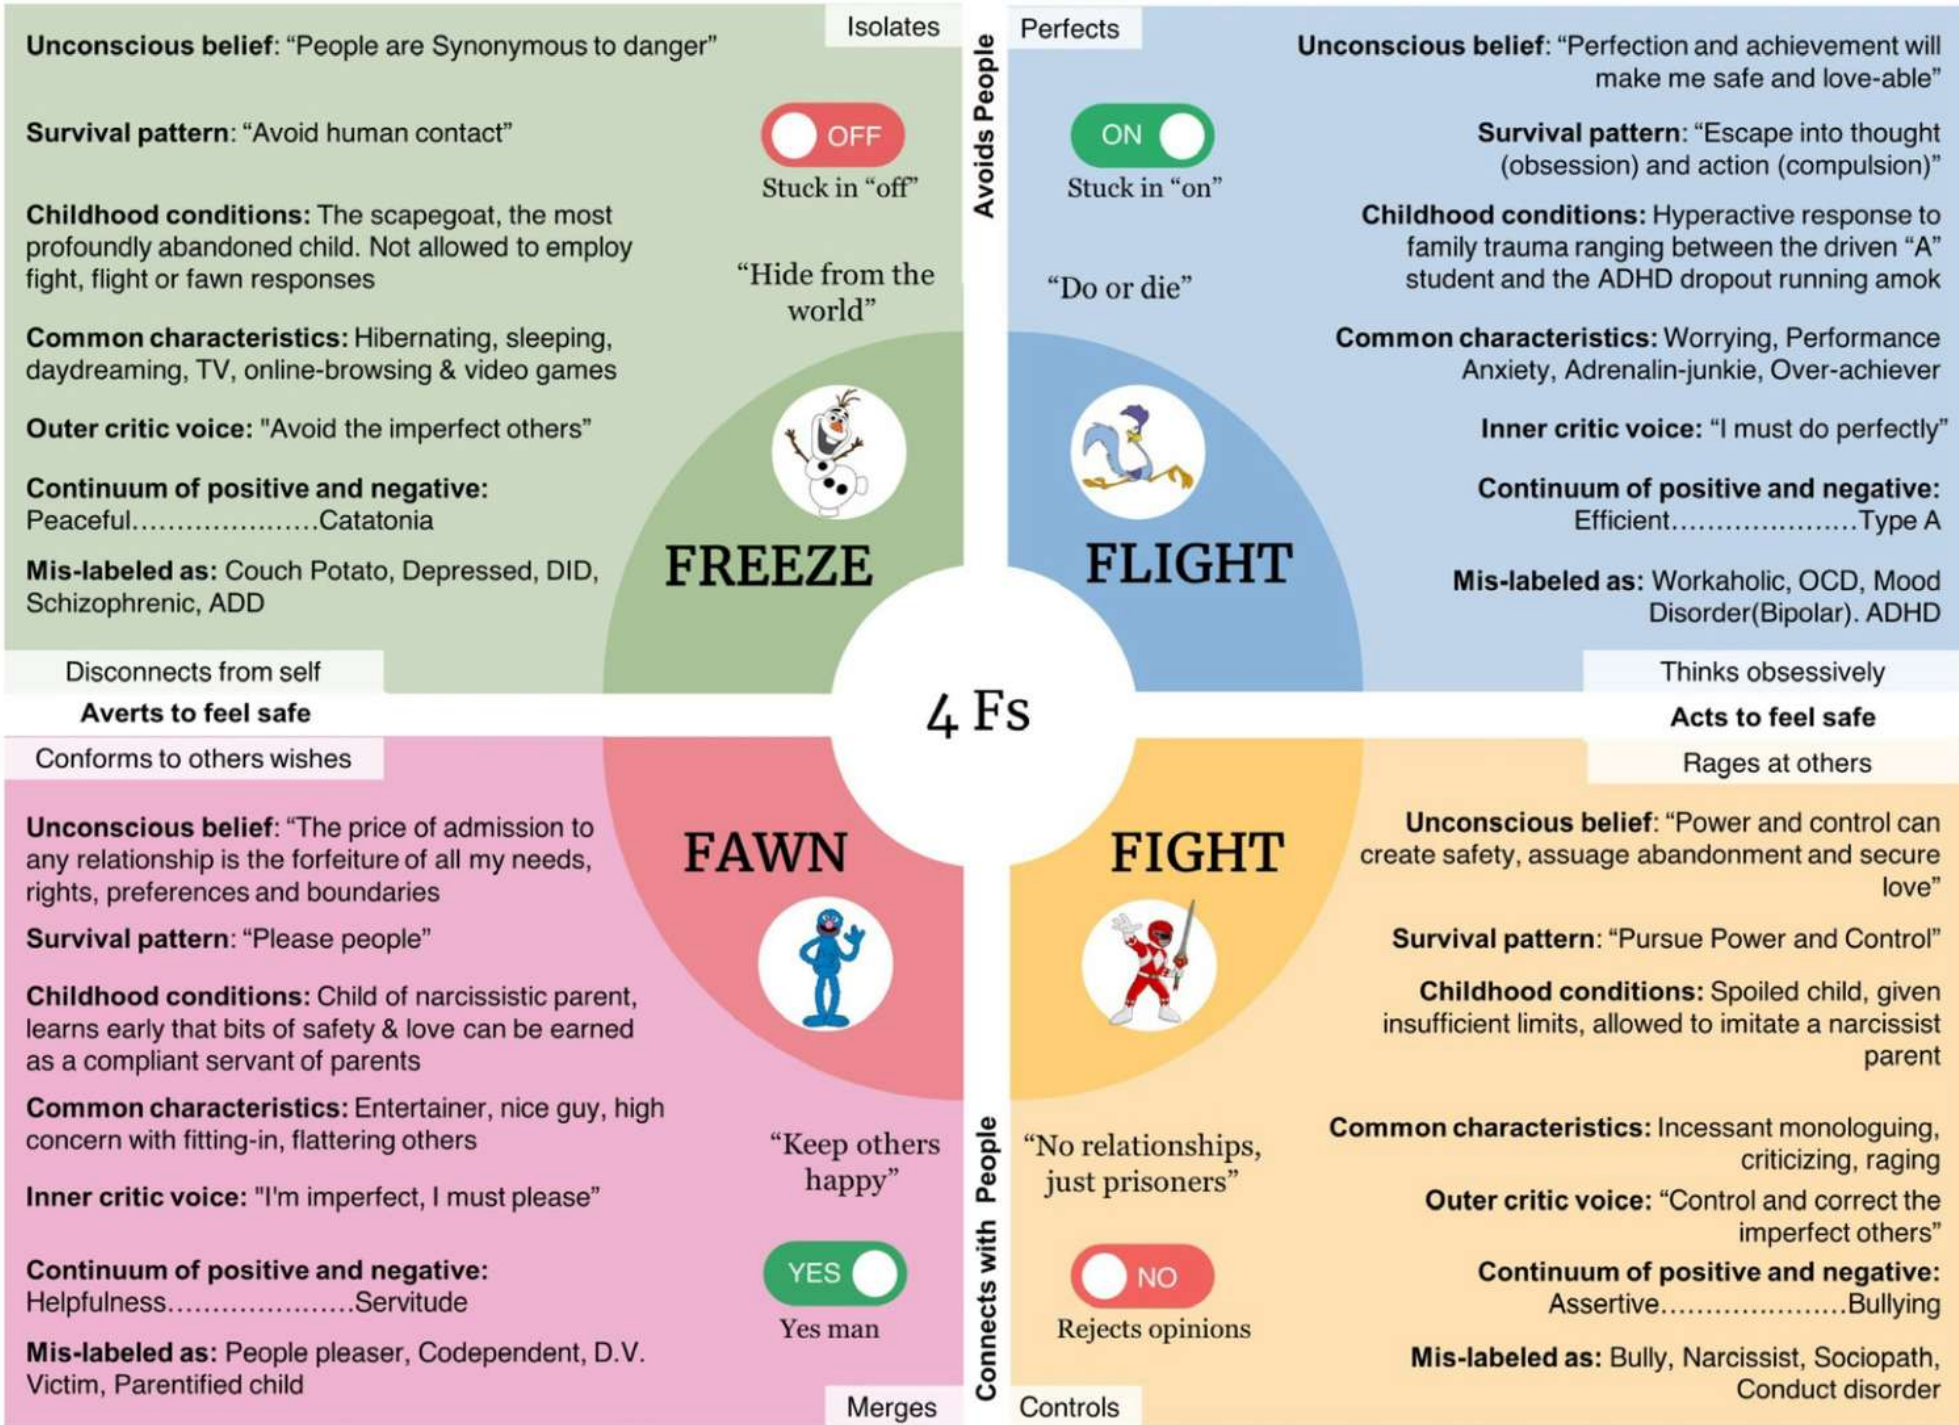 Isolates
Unconscious belief: “People are Synonymous to danger”
Survival pattern: “Avoid human contact”
OFF
Stuck in “off”
Childhood conditions: The scapegoat, the most
profoundly abandoned child. Not allowed to employ
fight, flight or fawn responses
“Hide from the
world”
Common characteristics: Hibernating, sleeping,
daydreaming, TV, online-browsing & video games
Outer critic voice: "Avoid the imperfect others”
Continuum of positive and negative:
Peaceful.....................Catatonia
Mis-labeled as: Couch Potato, Depressed, DID,
Schizophrenic, ADD
FREEZE
Disconnects from self
Avoids People
Perfects
Unconscious belief: “Perfection and achievement will
make me safe and love-able”
ON
Stuck in “on”
Survival pattern: “Escape into thought
(obsession) and action (compulsion)”
Childhood conditions: Hyperactive response to
family trauma ranging between the driven “A”
student and the ADHD dropout running amok
“Do or die”
Common characteristics: Worrying, Performance
Anxiety, Adrenalin-junkie, Over-achiever
Inner critic voice: “I must do perfectly”
Continuum of positive and negative:
Efficient.....................Type A
FLIGHT
Mis-labeled as: Workaholic, OCD, Mood
Disorder(Bipolar). ADHD
Thinks obsessively
Averts to feel safe
4 Fs
Acts to feel safe
Conforms to others wishes
FAWN
Unconscious belief: “The price of admission to
any relationship is the forfeiture of all my needs,
rights, preferences and boundaries
Survival pattern: “Please people”
Childhood conditions: Child of narcissistic parent,
learns early that bits of safety & love can be earned
as a compliant servant of parents
Common characteristics: Entertainer, nice guy, high
concern with fitting-in, flattering others
“Keep others
happy”
Inner critic voice: "I'm imperfect, I must please”
Continuum of positive and negative:
Helpfulness.....................Servitude
YES
Yes man
Mis-labeled as: People pleaser, Codependent, D.V.
Victim, Parentified child
Merges
Connects with People
Rages at others
FIGHT
Unconscious belief: “Power and control can
create safety, assuage abandonment and secure
love”
Survival pattern: “Pursue Power and Control”
Childhood conditions: Spoiled child, given
insufficient limits, allowed to imitate a narcissist
parent
“No relationships,
just prisoners”
Common characteristics: Incessant monologuing,
criticizing, raging
Outer critic voice: “Control and correct the
imperfect others”
NO
Rejects opinions
Continuum of positive and negative:
Assertive.....................Bullying
Mis-labeled as: Bully, Narcissist, Sociopath,
Conduct disorder
Controls